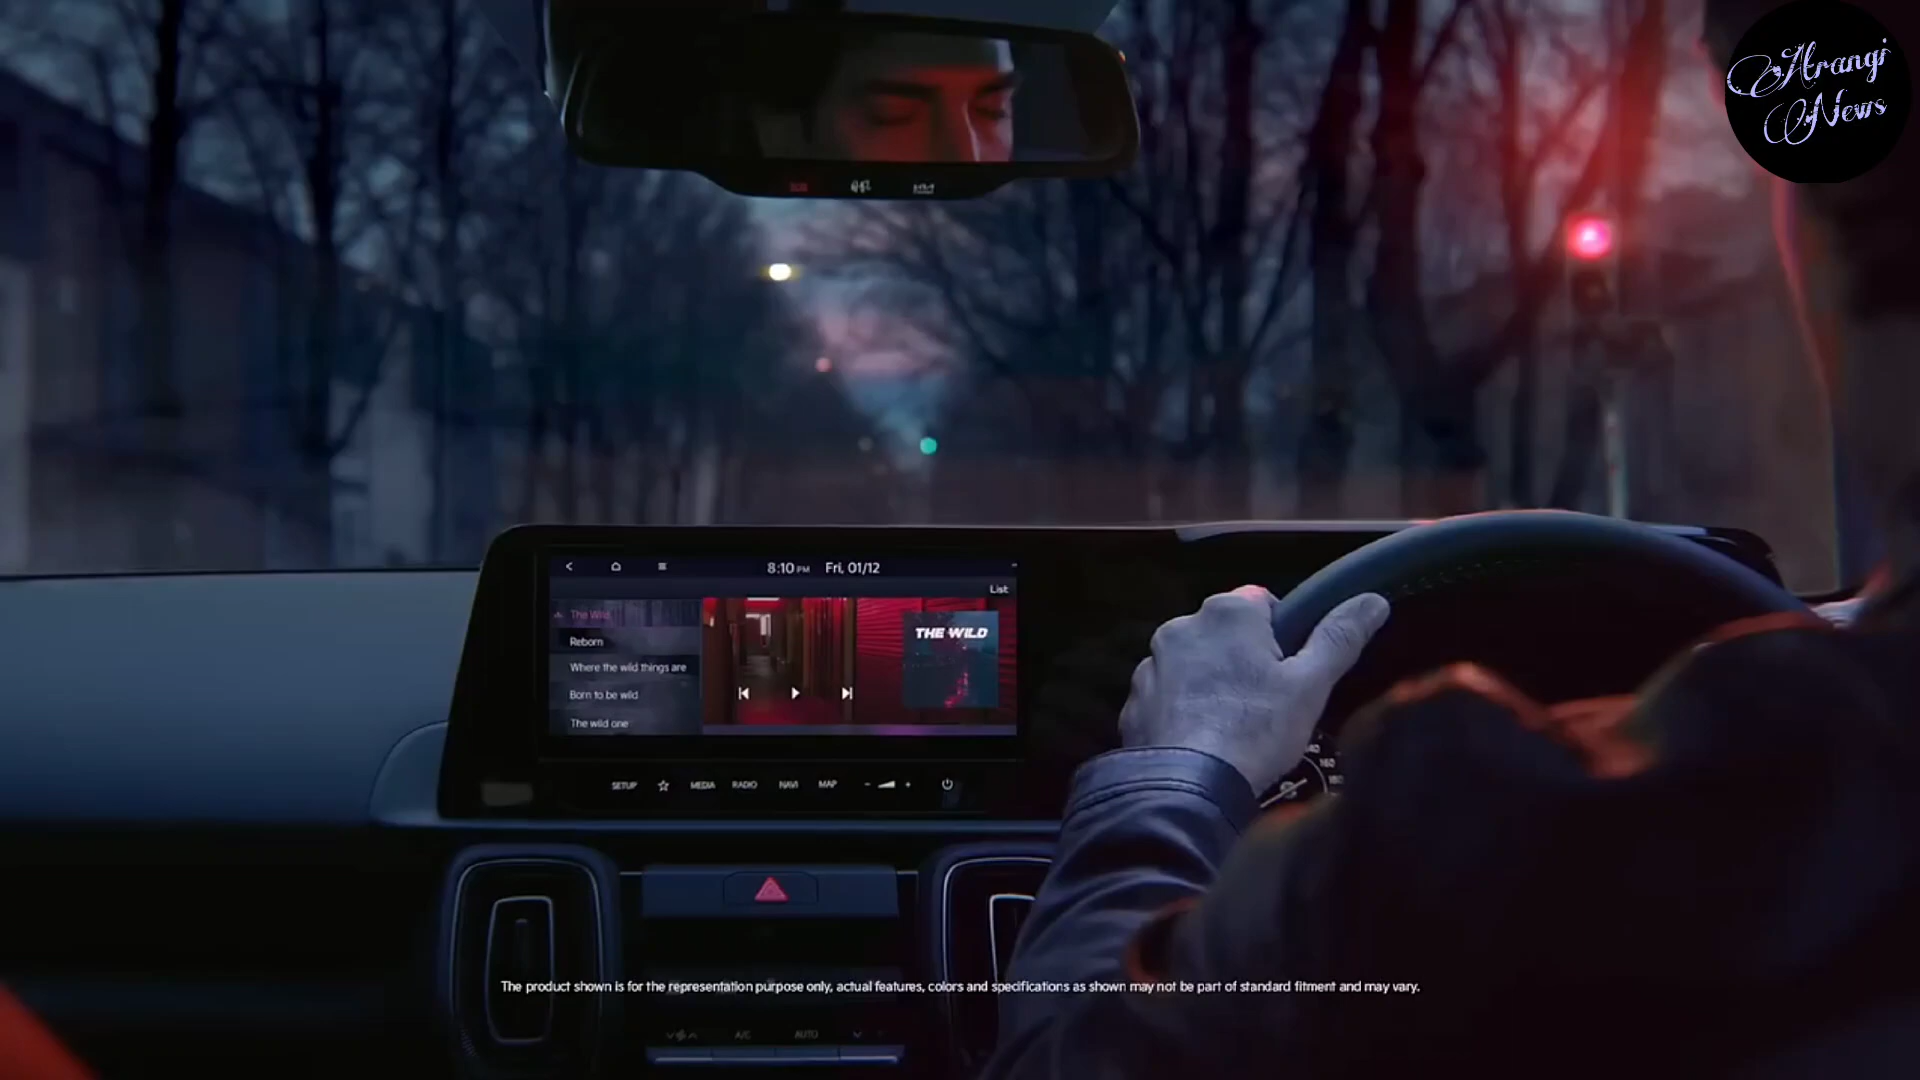 Arangi
News
8:10 PM Fri, 01/12
List
The Wild
THE WILD
Reborn
Where the wild things are
Born to be wild
The wild one
SETUP MEDIA RADIO NAVI MAP - +
160
A/C AUTO
The product shown is for the representation purpose only, actual features, colors and specifications as shown may not be part of standard fitment and may vary.